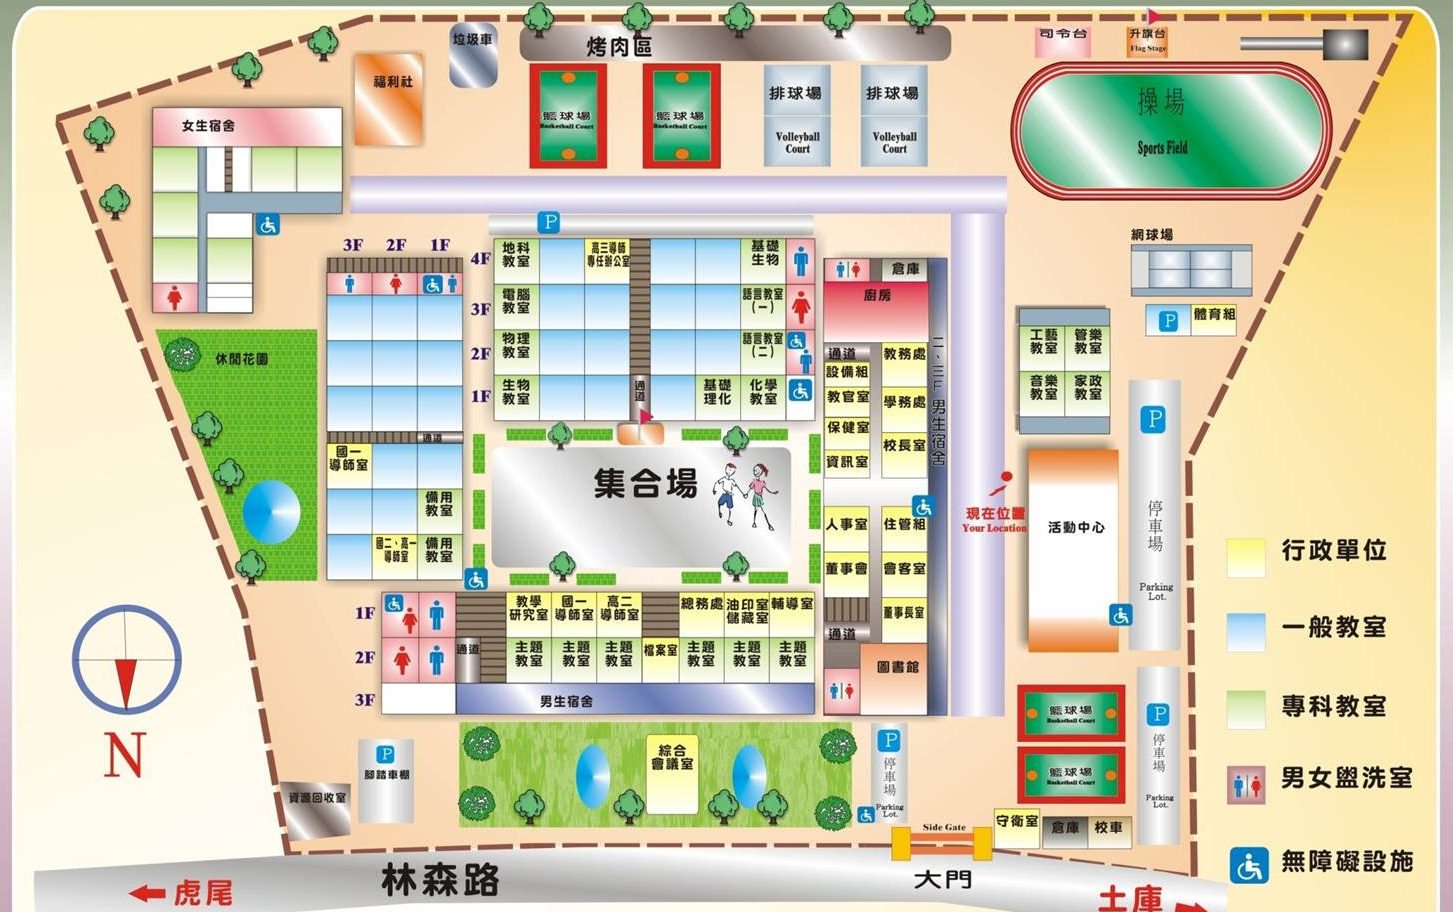 垃圾車
烤肉區
司令台
升旗台
Flag Stage
福利社
籃球場
Basketball Court
籃球場
Basketball Court
排球場
Volleyball
Court
排球場
Volleyball
Court
操場
Sports Field
女生宿舍
P
3F
2F
1F
網球場
P
體育組
4F
地科
教室
高三導師
專任辦公室
基礎
生物
3F
電腦
教室
語言教室
(一)
2F
物理
教室
語言教室
(二)
1F
生物
教室
通道
基礎
理化
化學
教室
倉庫
廚房
通道
教務處
設備組
教官室
學務處
保健室
校長室
資訊室
二、三F 男生宿舍
工藝
教室
管樂
教室
音樂
教室
家政
教室
休閒花園
通道
國一
導師室
備用
教室
國二、高一
導師室
備用
教室
集合場
現在位置
Your Location
人事室
住管組
董事會
會客室
董事長室
通道
圖書館
活動中心
P
停車場
Parking
Lot.
行政單位
一般教室
專科教室
男女盥洗室
無障礙設施
1F
教學
研究室
國一
導師室
高二
導師室
總務處
油印室
儲藏室
輔導室
2F
通道
主題
教室
主題
教室
主題
教室
檔案室
主題
教室
主題
教室
主題
教室
3F
男生宿舍
N
P
腳踏車棚
資源回收室
綜合
會議室
P
停車場
Parking
Lot.
籃球場
Basketball Court
籃球場
Basketball Court
P
停車場
Parking
Lot.
Side Gate
守衛室
倉庫
校車
大門
林森路
虎尾
土庫